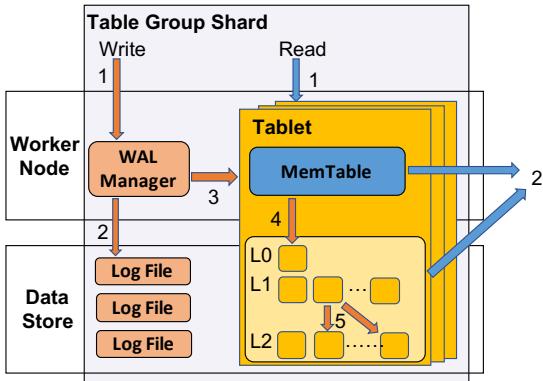 Table Group Shard
Write
Read
1
1
Worker
Node
Tablet
WAL
Manager
MemTable
3
2
2
4
Data
Store
Log File
Log File
Log File
L0
L1
......
5
L2
......